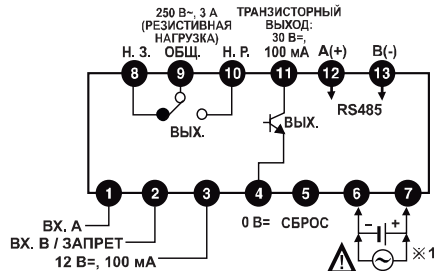 250 В~, 3 А ТРАНЗИСТОРНЫЙ
(РЕЗИСТИВНАЯ ВЫХОД:
НАГРУЗКА) 30 В=,
Н. З. ОБЩ. Н. Р. 100 мА А(+) В(-)
8 9 10 11 12 13
RS485
ВЫХ. ВЫХ.
1 2 3 4 5 6 7
ВХ. А 0 В= СБРОС − +
ВХ. В / ЗАПРЕТ
12 В=, 100 мА
※1